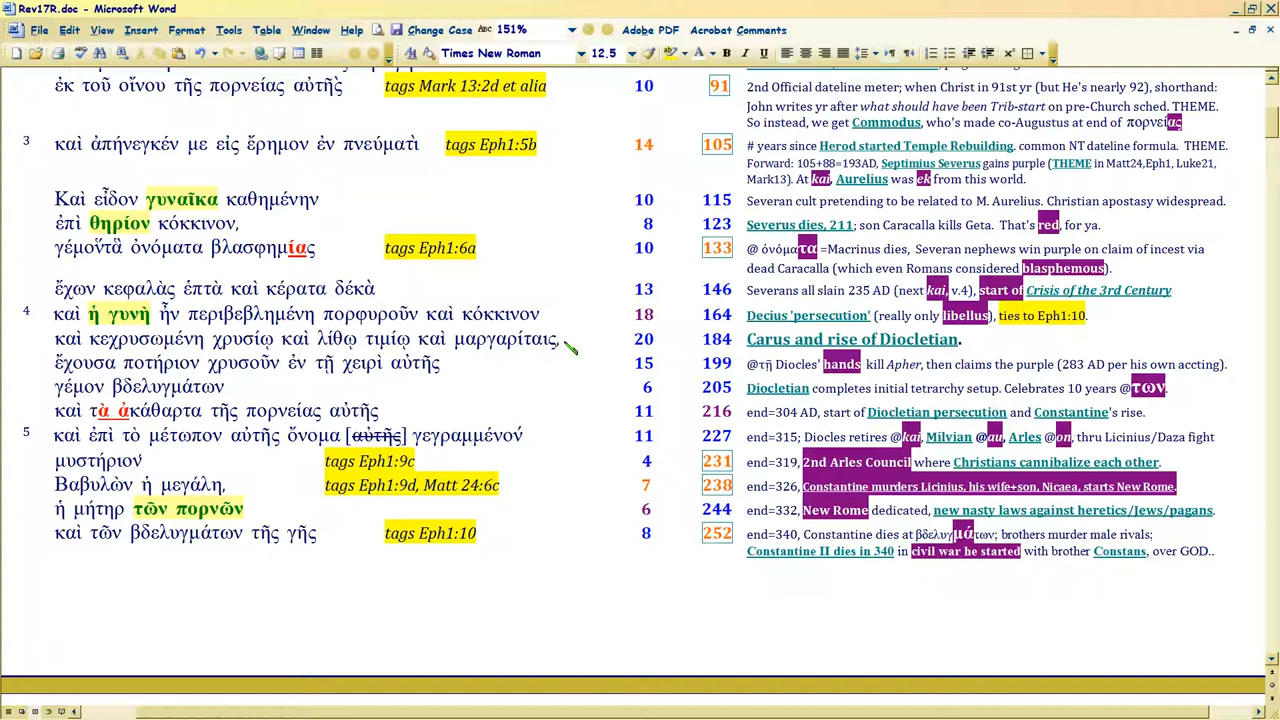 Rev17R.doc - Microsoft Word
File Edit View Insert Format Tools Table Window Help Change Case 151% Adobe PDF Acrobat Comments
Times New Roman 12.5
ἐκ τοῦ οἴνου τῆς πορνείας αὐτῆς tags Mark 13:2d et alia 10 91 2nd Official dateline meter; when Christ in 91st yr (but He's nearly 92), shorthand:
John writes yr after what should have been Trib-start on pre-Church sched. THEME.
So instead, we get Commodus, who's made co-Augustus at end of πορνείας
3 καὶ ἀπήνεγκέν με εἰς ἔρημον ἐν πνεύματὶ tags Eph1:5b 14 105 # years since Herod started Temple Rebuilding. common NT dateline formula. THEME.
Forward: 105+88=193AD, Septimius Severus gains purple (THEME in Matt24,Eph1, Luke21,
Mark13). At kai, Aurelius was ek from this world.
Καὶ εἶδον γυναῖκα καθημένην 10 115 Severan cult pretending to be related to M. Aurelius. Christian apostasy widespread.
ἐπὶ θηρίον κόκκινον, 8 123 Severus dies, 211; son Caracalla kills Geta. That's red, for ya.
γέμοντα ὀνόματα βλασφημίας tags Eph1:6a 10 133 @ ὀνόματα =Macrinus dies, Severan nephews win purple on claim of incest via
dead Caracalla (which even Romans considered blasphemous).
ἔχων κεφαλὰς ἑπτὰ καὶ κέρατα δέκὰ 13 146 Severans all slain 235 AD (next kai, v.4), start of Crisis of the 3rd Century
4 καὶ ἡ γυνὴ ἦν περιβεβλημένη πορφυροῦν καὶ κόκκινον 18 164 Decius 'persecution' (really only libellus), ties to Eph1:10.
καὶ κεχρυσωμένη χρυσίῳ καὶ λίθῳ τιμίῳ καὶ μαργαρίταις, 20 184 Carus and rise of Diocletian.
ἔχουσα ποτήριον χρυσοῦν ἐν τῇ χειρὶ αὐτῆς 15 199 @τῇ Diocles' hands kill Apher, then claims the purple (283 AD per his own accting).
γέμον βδελυγμάτων 6 205 Diocletian completes initial tetrarchy setup. Celebrates 10 years @των.
καὶ τὰ ἀκάθαρτα τῆς πορνείας αὐτῆς 11 216 end=304 AD, start of Diocletian persecution and Constantine's rise.
5 καὶ ἐπὶ τὸ μέτωπον αὐτῆς ὄνομα [αὐτῆς] γεγραμμένον 11 227 end=315; Diocles retires @kai, Milvian @au, Arles @on, thru Licinius/Daza fight
μυστήριον 4 tags Eph1:9c 231 end=319, 2nd Arles Council where Christians cannibalize each other.
Βαβυλὼν ἡ μεγάλη, tags Eph1:9d, Matt 24:6c 7 238 end=326, Constantine murders Licinius, his wife+son, Nicaea, starts New Rome.
ἡ μήτηρ τῶν πορνῶν 6 244 end=332, New Rome dedicated, new nasty laws against heretics/Jews/pagans.
καὶ τῶν βδελυγμάτων τῆς γῆς tags Eph1:10 8 252 end=340, Constantine dies at βδελυγμάτων; brothers murder male rivals;
Constantine II dies in 340 in civil war he started with brother Constans, over GOD..